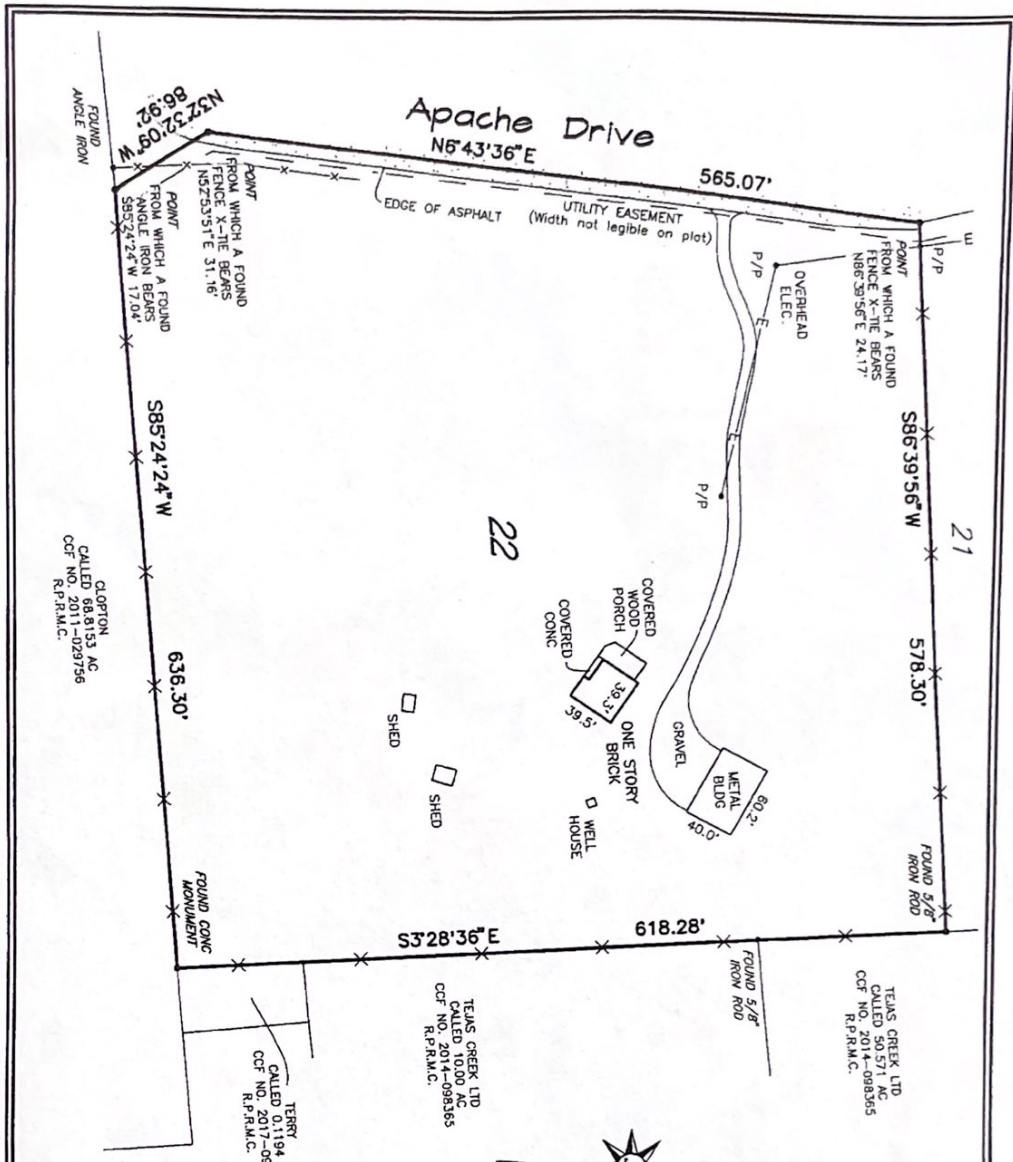 Apache Drive
N6°43'36"E
565.07'
N32°32'09"W
86.92'
FOUND
ANGLE IRON
POINT
FROM WHICH A FOUND
FENCE X-TIE BEARS
N52°53'51"E 31.16'
POINT
FROM WHICH A FOUND
ANGLE IRON BEARS
S85°24'24"W 17.04'
EDGE OF ASPHALT
UTILITY EASEMENT
(Width not legible on plat)
P/P
E
P/P
POINT
FROM WHICH A FOUND
FENCE X-TIE BEARS
N86°39'56"E 24.17'
OVERHEAD
ELEC.
E
E
P/P
S86°39'56"W
21
578.30'
22
S85°24'24"W
636.30'
CLOPTON
CALLED 68.8153 AC
CCF NO. 2011-029756
R.P.R.M.C.
COVERED
WOOD
PORCH
COVERED
CONC
39.3'
39.5'
ONE STORY
BRICK
GRAVEL
METAL
BLDG
60.2'
40.0'
SHED
SHED
WELL
HOUSE
FOUND 5/8"
IRON ROD
FOUND CONC
MONUMENT
S3°28'36"E
618.28'
FOUND 5/8"
IRON ROD
TEJAS CREEK LTD
CALLED 50.571 AC
CCF NO. 2014-098365
R.P.R.M.C.
TEJAS CREEK LTD
CALLED 10.00 AC
CCF NO. 2014-098365
R.P.R.M.C.
TERRY
CALLED 0.1194
CCF NO. 2017-09
R.P.R.M.C.